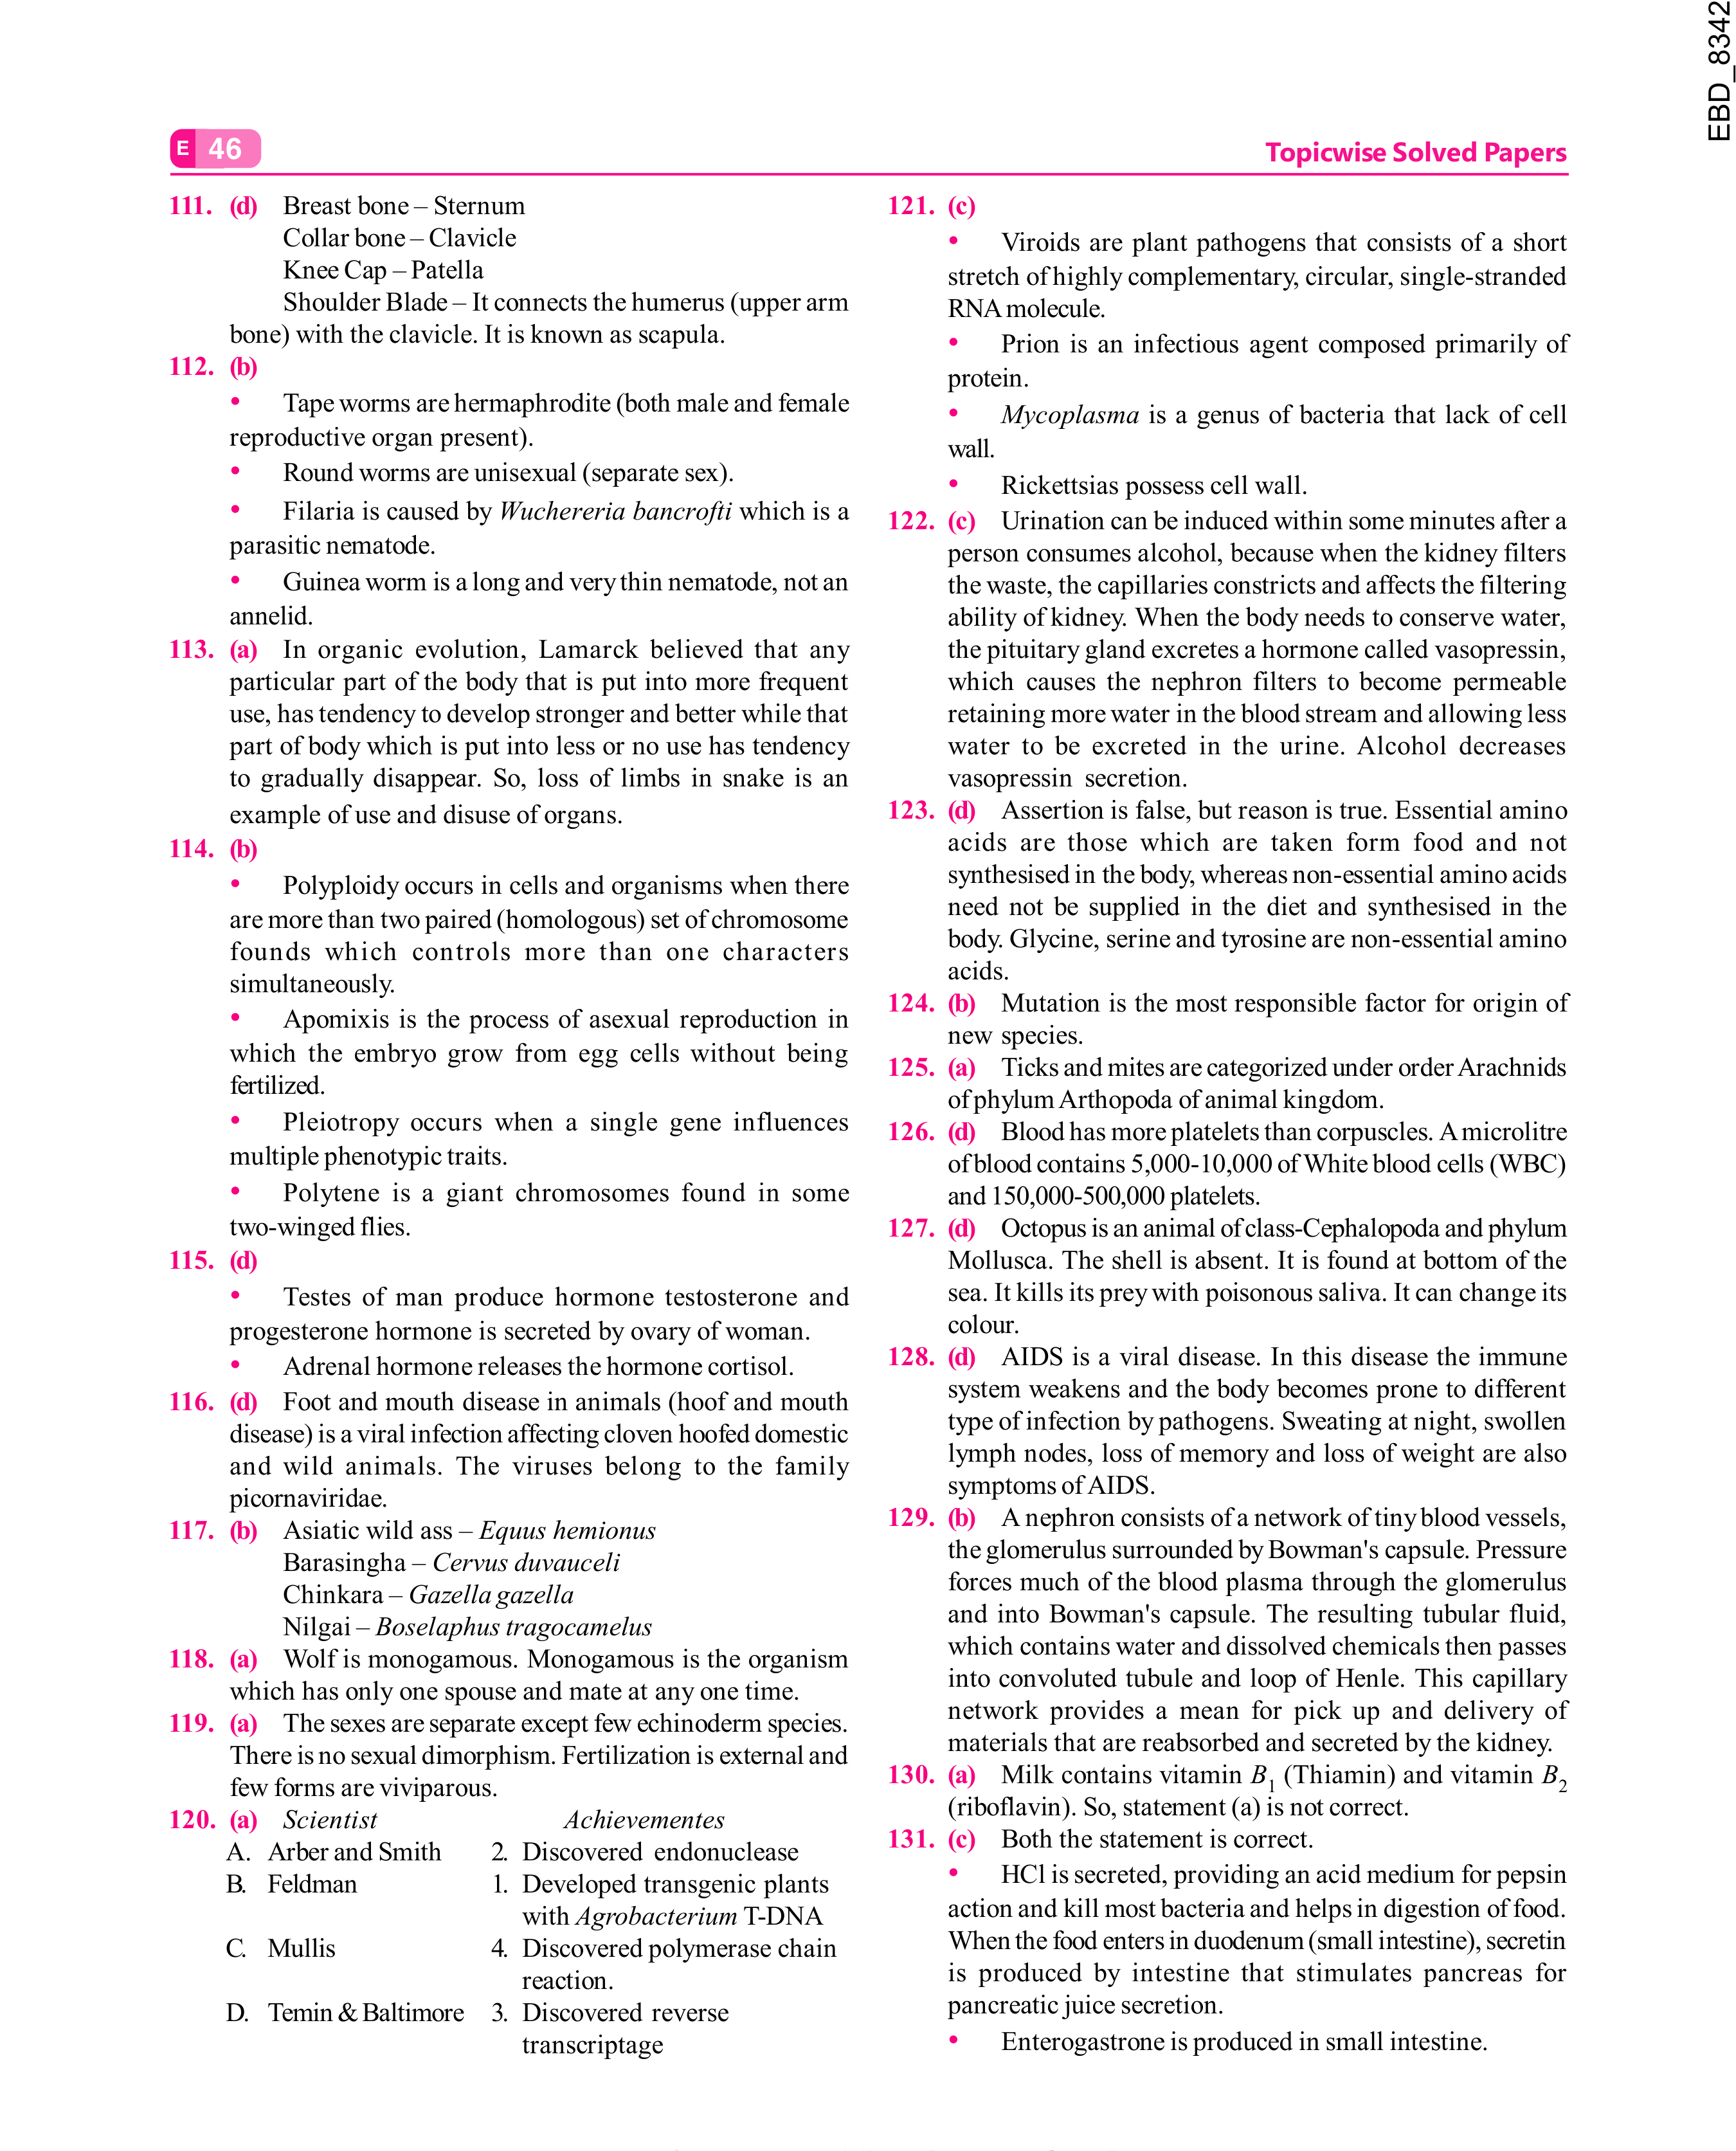 EBD_8342
E 46
Topicwise Solved Papers
111. (d) Breast bone – Sternum
Collar bone – Clavicle
Knee Cap – Patella
Shoulder Blade – It connects the humerus (upper arm
bone) with the clavicle. It is known as scapula.
112. (b)
• Tape worms are hermaphrodite (both male and female
reproductive organ present).
• Round worms are unisexual (separate sex).
• Filaria is caused by Wuchereria bancrofti which is a
parasitic nematode.
• Guinea worm is a long and very thin nematode, not an
annelid.
113. (a) In organic evolution, Lamarck believed that any
particular part of the body that is put into more frequent
use, has tendency to develop stronger and better while that
part of body which is put into less or no use has tendency
to gradually disappear. So, loss of limbs in snake is an
example of use and disuse of organs.
114. (b)
• Polyploidy occurs in cells and organisms when there
are more than two paired (homologous) set of chromosome
founds which controls more than one characters
simultaneously.
• Apomixis is the process of asexual reproduction in
which the embryo grow from egg cells without being
fertilized.
• Pleiotropy occurs when a single gene influences
multiple phenotypic traits.
• Polytene is a giant chromosomes found in some
two-winged flies.
115. (d)
• Testes of man produce hormone testosterone and
progesterone hormone is secreted by ovary of woman.
• Adrenal hormone releases the hormone cortisol.
116. (d) Foot and mouth disease in animals (hoof and mouth
disease) is a viral infection affecting cloven hoofed domestic
and wild animals. The viruses belong to the family
picornaviridae.
117. (b) Asiatic wild ass – Equus hemionus
Barasingha – Cervus duvauceli
Chinkara – Gazella gazella
Nilgai – Boselaphus tragocamelus
118. (a) Wolf is monogamous. Monogamous is the organism
which has only one spouse and mate at any one time.
119. (a) The sexes are separate except few echinoderm species.
There is no sexual dimorphism. Fertilization is external and
few forms are viviparous.
120. (a) Scientist Achievementes
A. Arber and Smith 2. Discovered endonuclease
B. Feldman 1. Developed transgenic plants
with Agrobacterium T-DNA
C. Mullis 4. Discovered polymerase chain
reaction.
D. Temin & Baltimore 3. Discovered reverse
transcriptage
121. (c)
• Viroids are plant pathogens that consists of a short
stretch of highly complementary, circular, single-stranded
RNA molecule.
• Prion is an infectious agent composed primarily of
protein.
• Mycoplasma is a genus of bacteria that lack of cell
wall.
• Rickettsias possess cell wall.
122. (c) Urination can be induced within some minutes after a
person consumes alcohol, because when the kidney filters
the waste, the capillaries constricts and affects the filtering
ability of kidney. When the body needs to conserve water,
the pituitary gland excretes a hormone called vasopressin,
which causes the nephron filters to become permeable
retaining more water in the blood stream and allowing less
water to be excreted in the urine. Alcohol decreases
vasopressin secretion.
123. (d) Assertion is false, but reason is true. Essential amino
acids are those which are taken form food and not
synthesised in the body, whereas non-essential amino acids
need not be supplied in the diet and synthesised in the
body. Glycine, serine and tyrosine are non-essential amino
acids.
124. (b) Mutation is the most responsible factor for origin of
new species.
125. (a) Ticks and mites are categorized under order Arachnids
of phylum Arthopoda of animal kingdom.
126. (d) Blood has more platelets than corpuscles. A microlitre
of blood contains 5,000-10,000 of White blood cells (WBC)
and 150,000-500,000 platelets.
127. (d) Octopus is an animal of class-Cephalopoda and phylum
Mollusca. The shell is absent. It is found at bottom of the
sea. It kills its prey with poisonous saliva. It can change its
colour.
128. (d) AIDS is a viral disease. In this disease the immune
system weakens and the body becomes prone to different
type of infection by pathogens. Sweating at night, swollen
lymph nodes, loss of memory and loss of weight are also
symptoms of AIDS.
129. (b) A nephron consists of a network of tiny blood vessels,
the glomerulus surrounded by Bowman's capsule. Pressure
forces much of the blood plasma through the glomerulus
and into Bowman's capsule. The resulting tubular fluid,
which contains water and dissolved chemicals then passes
into convoluted tubule and loop of Henle. This capillary
network provides a mean for pick up and delivery of
materials that are reabsorbed and secreted by the kidney.
130. (a) Milk contains vitamin B1 (Thiamin) and vitamin B2
(riboflavin). So, statement (a) is not correct.
131. (c) Both the statement is correct.
• HCl is secreted, providing an acid medium for pepsin
action and kill most bacteria and helps in digestion of food.
When the food enters in duodenum (small intestine), secretin
is produced by intestine that stimulates pancreas for
pancreatic juice secretion.
• Enterogastrone is produced in small intestine.